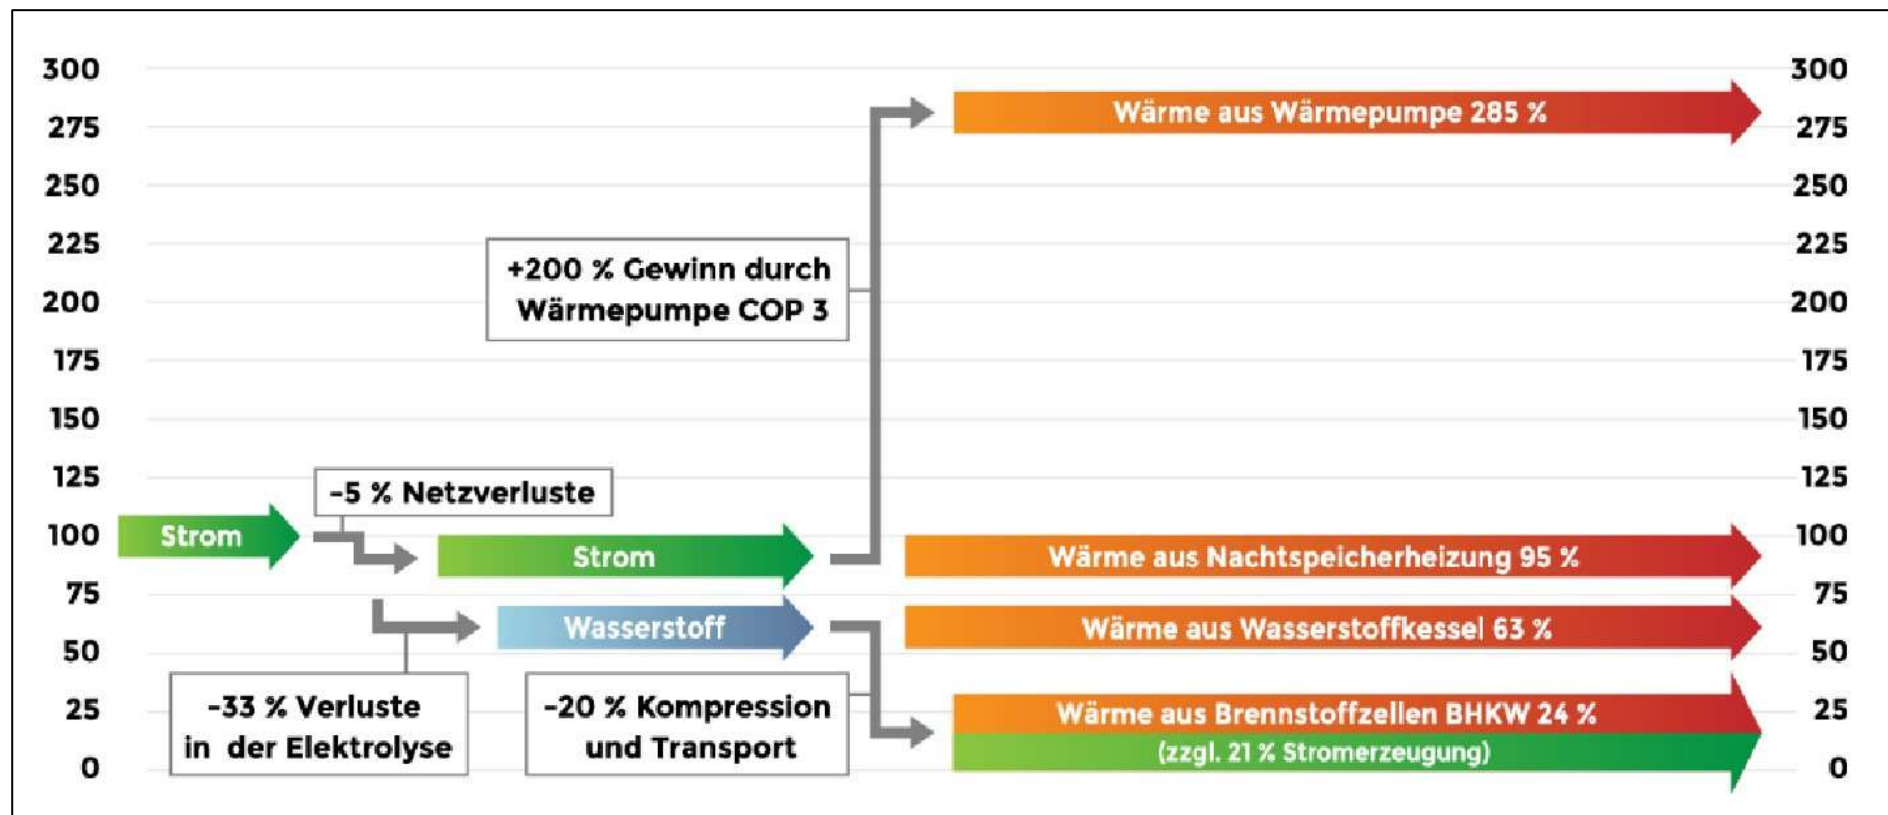 300
275
250
225
200
175
150
125
100
75
50
25
0
Strom
-5 % Netzverluste
Strom
-33 % Verluste
in der Elektrolyse
Wasserstoff
-20 % Kompression
und Transport
+200 % Gewinn durch
Wärmepumpe COP 3
Wärme aus Wärmepumpe 285 %
Wärme aus Nachtspeicherheizung 95 %
Wärme aus Wasserstoffkessel 63 %
Wärme aus Brennstoffzellen BHKW 24 %
(zzgl. 21 % Stromerzeugung)
300
275
250
225
200
175
150
125
100
75
50
25
0